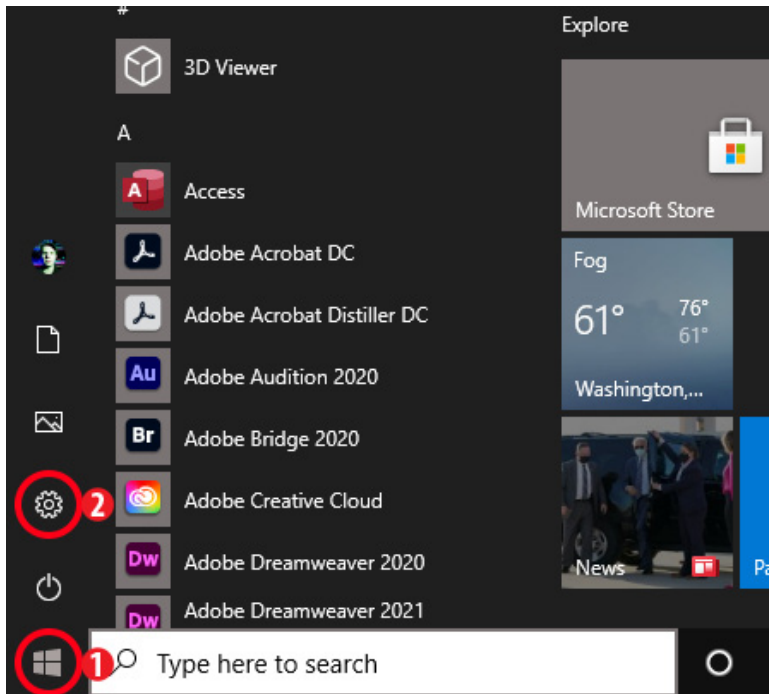 #
3D Viewer
A
A
Access
Adobe Acrobat DC
Adobe Acrobat Distiller DC
Au
Adobe Audition 2020
Br
Adobe Bridge 2020
2
Adobe Creative Cloud
Dw
Adobe Dreamweaver 2020
Dw
Adobe Dreamweaver 2021
1
Type here to search
Explore
Microsoft Store
Fog
61° 76°
61°
Washington,...
News
Pa